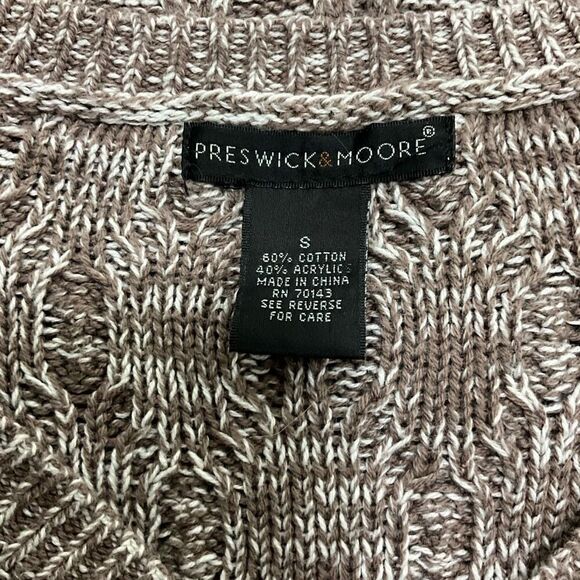 PRESWICK&MOORE®
S
60% COTTON
40% ACRYLIC
MADE IN CHINA
RN 70143
SEE REVERSE
FOR CARE